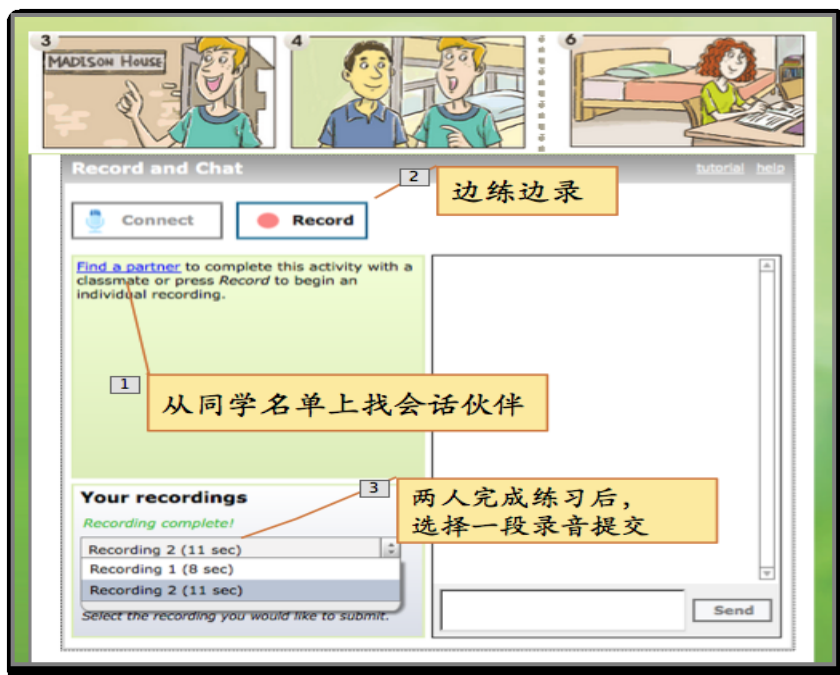 3
MADISON HOUSE
4
6
Record and Chat
tutorial help
2
边练边录
Connect
Record
Find a partner to complete this activity with a
classmate or press Record to begin an
individual recording.
1
从同学名单上找会话伙伴
Your recordings
Recording complete!
3
两人完成练习后，
选择一段录音提交
Recording 2 (11 sec)
Recording 1 (8 sec)
Recording 2 (11 sec)
Select the recording you would like to submit.
Send